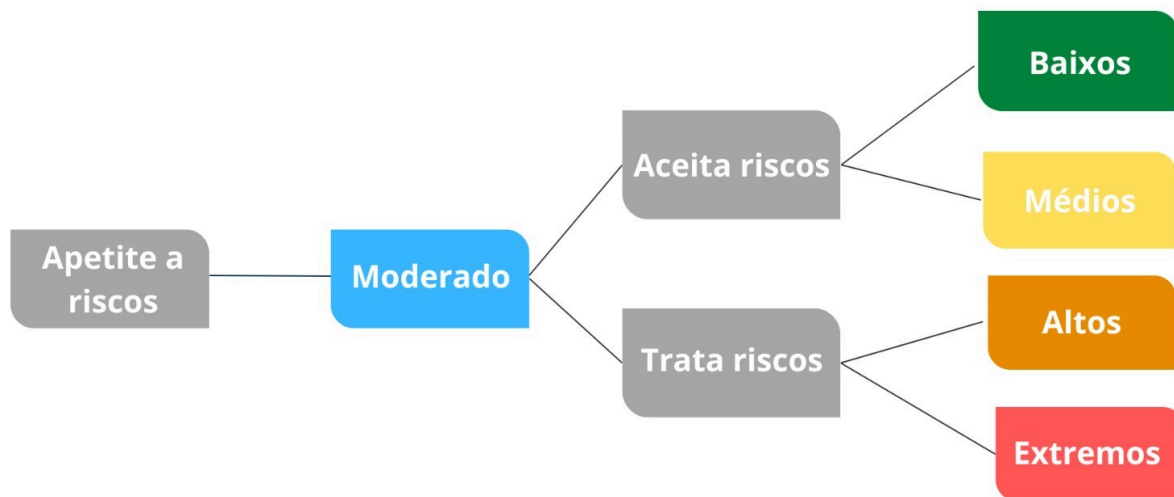 Apetite a
riscos
Moderado
Aceita riscos
Trata riscos
Baixos
Médios
Altos
Extremos